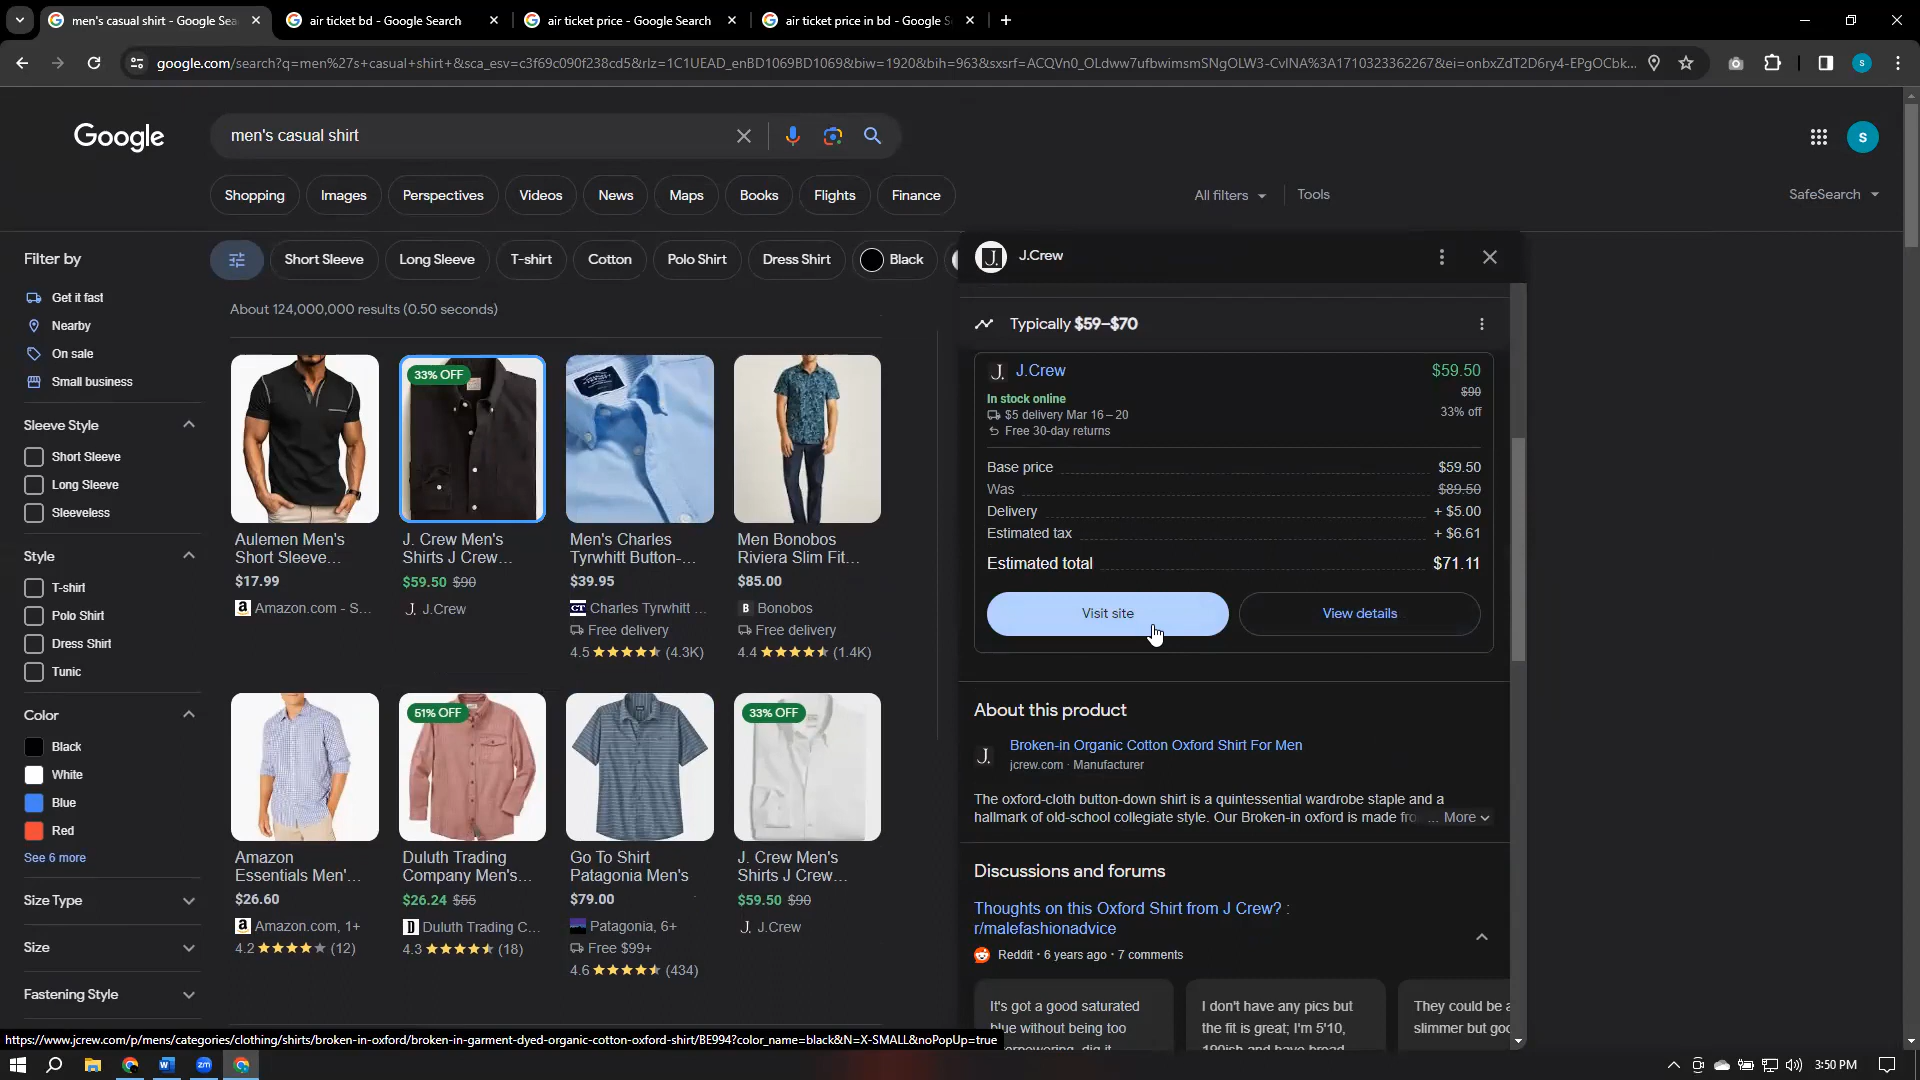 men's casual shirt - Google Sea
air ticket bd - Google Search
air ticket price - Google Search
air ticket price in bd - Google S
google.com/search?q=men%27s+casual+shirt+&sca_esv=c3f69c090f238cd5&rlz=1C1UEAD_enBD1069BD1069&biw=1920&bih=963&sxsrf=ACQVn0_OLdww7ufbwimsmSNgOLW3-CvlNA%3A1710323362267&ei=onbxZdT2D6ry4-EPgOCbk...
S
Google
men's casual shirt
S
Shopping
Images
Perspectives
Videos
News
Maps
Books
Flights
Finance
All filters
Tools
SafeSearch
Filter by
Get it fast
Nearby
On sale
Small business
Sleeve Style
Short Sleeve
Long Sleeve
Sleeveless
Style
T-shirt
Polo Shirt
Dress Shirt
Tunic
Color
Black
White
Blue
Red
See 6 more
Size Type
Size
Fastening Style
Short Sleeve
Long Sleeve
T-shirt
Cotton
Polo Shirt
Dress Shirt
Black
About 124,000,000 results (0.50 seconds)
Aulemen Men's
Short Sleeve...
$17.99
Amazon.com - S...
33% OFF
J. Crew Men's
Shirts J Crew...
$59.50 $90
J.Crew
Men's Charles
Tyrwhitt Button-...
$39.95
CT Charles Tyrwhitt ...
Free delivery
4.5 (4.3K)
Men Bonobos
Riviera Slim Fit...
$85.00
B Bonobos
Free delivery
4.4 (1.4K)
Amazon
Essentials Men'...
$26.60
Amazon.com, 1+
4.2 (12)
51% OFF
Duluth Trading
Company Men's...
$26.24 $55
Duluth Trading C...
4.3 (18)
Go To Shirt
Patagonia Men's
$79.00
Patagonia, 6+
Free $99+
4.6 (434)
33% OFF
J. Crew Men's
Shirts J Crew...
$59.50 $90
J.Crew
J.Crew
Typically $59–$70
J.Crew
$59.50
In stock online
$90
$5 delivery Mar 16 – 20
33% off
Free 30-day returns
Base price $59.50
Was $89.50
Delivery + $5.00
Estimated tax + $6.61
Estimated total $71.11
Visit site
View details
About this product
Broken-in Organic Cotton Oxford Shirt For Men
jcrew.com · Manufacturer
The oxford-cloth button-down shirt is a quintessential wardrobe staple and a
hallmark of old-school collegiate style. Our Broken-in oxford is made fro ... More
Discussions and forums
Thoughts on this Oxford Shirt from J Crew? :
r/malefashionadvice
Reddit · 6 years ago · 7 comments
It's got a good saturated
blue without being too
overpowering, dig it
I don't have any pics but
the fit is great; I'm 5'10,
190ish and have broad
They could be a
slimmer but goo
https://www.jcrew.com/p/mens/categories/clothing/shirts/broken-in-oxford/broken-in-garment-dyed-organic-cotton-oxford-shirt/BE994?color_name=black&N=X-SMALL&noPopUp=true
3:50 PM